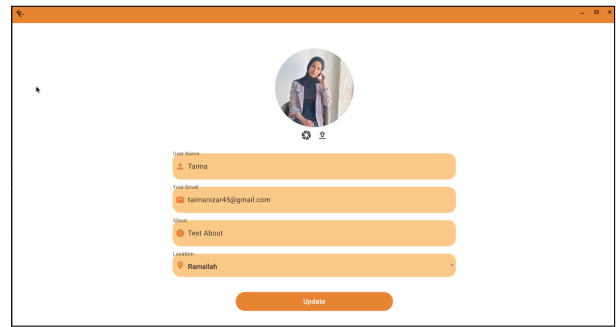 User Name
Taima
Your Email
taimanizar45@gmail.com
About
Test About
Location
Ramallah
Update